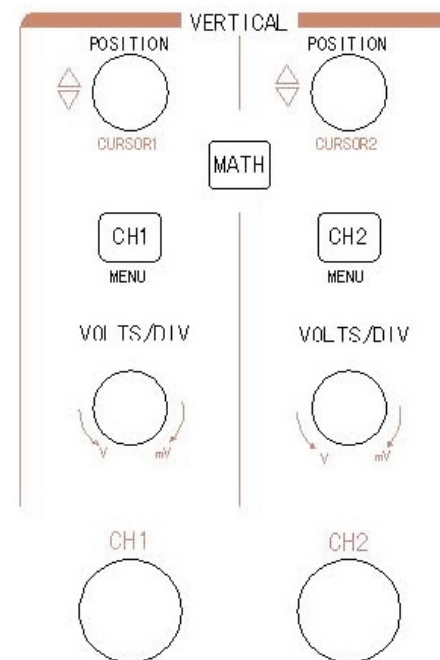 VERTICAL
POSITION POSITION
CURSOR1 CURSOR2
MATH
CH1 CH2
MENU MENU
VOLTS/DIV VOLTS/DIV
V mV V mV
CH1 CH2